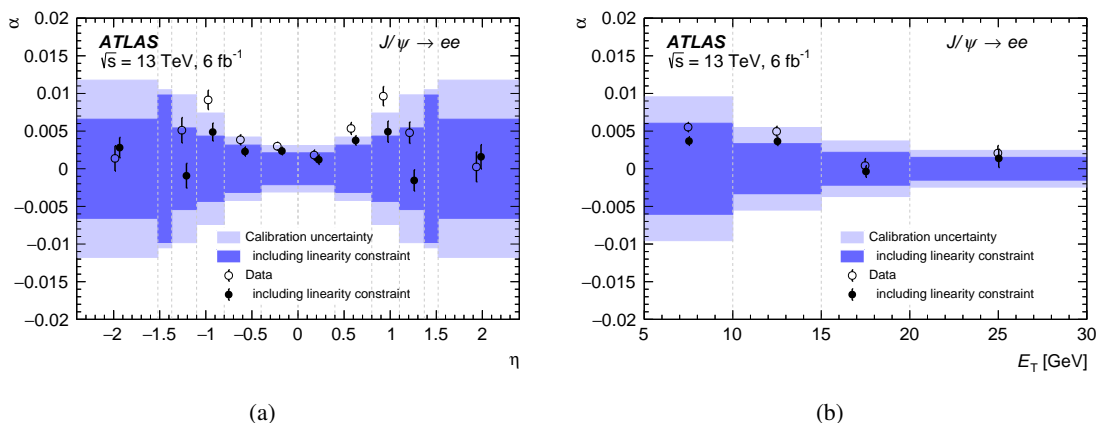 α
0.02
0.015
0.01
0.005
0
−0.005
−0.01
−0.015
−0.02
ATLAS
√s = 13 TeV, 6 fb⁻¹
J/ψ → ee
Calibration uncertainty
including linearity constraint
Data
including linearity constraint
−2 −1.5 −1 −0.5 0 0.5 1 1.5 2
η
(a)
α
0.02
0.015
0.01
0.005
0
−0.005
−0.01
−0.015
−0.02
ATLAS
√s = 13 TeV, 6 fb⁻¹
J/ψ → ee
Calibration uncertainty
including linearity constraint
Data
including linearity constraint
5 10 15 20 25 30
E_T [GeV]
(b)